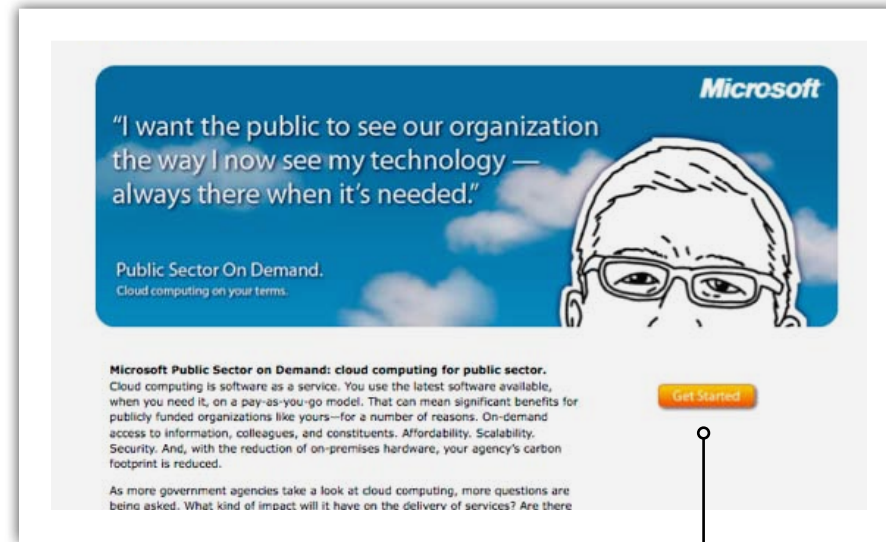 Microsoft
“I want the public to see our organization
the way I now see my technology —
always there when it’s needed.”
Public Sector On Demand.
Cloud computing on your terms.
Microsoft Public Sector on Demand: cloud computing for public sector.
Cloud computing is software as a service. You use the latest software available,
when you need it, on a pay-as-you-go model. That can mean significant benefits for
publicly funded organizations like yours—for a number of reasons. On-demand
access to information, colleagues, and constituents. Affordability. Scalability.
Security. And, with the reduction of on-premises hardware, your agency’s carbon
footprint is reduced.
Get Started
As more government agencies take a look at cloud computing, more questions are
being asked. What kind of impact will it have on the delivery of services? Are there